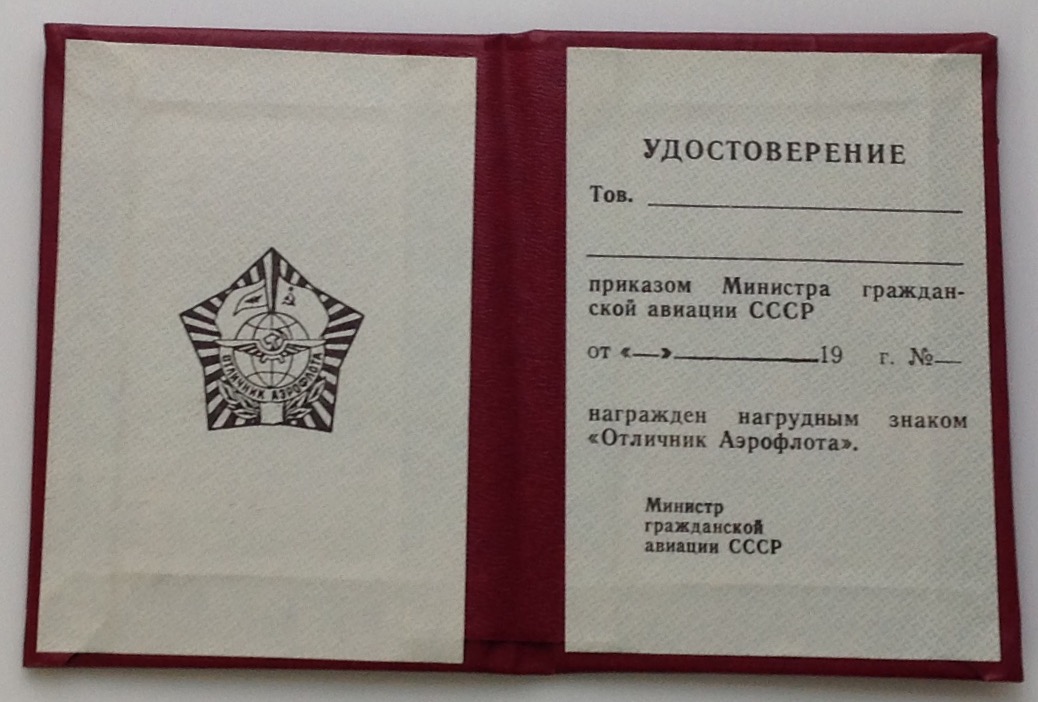 ОТЛИЧНИК АЭРОФЛОТА
УДОСТОВЕРЕНИЕ
Тов.
приказом Министра граждан-
ской авиации СССР
от «—» 19 г. №
награжден нагрудным знаком
«Отличник Аэрофлота».
Министр
гражданской
авиации СССР